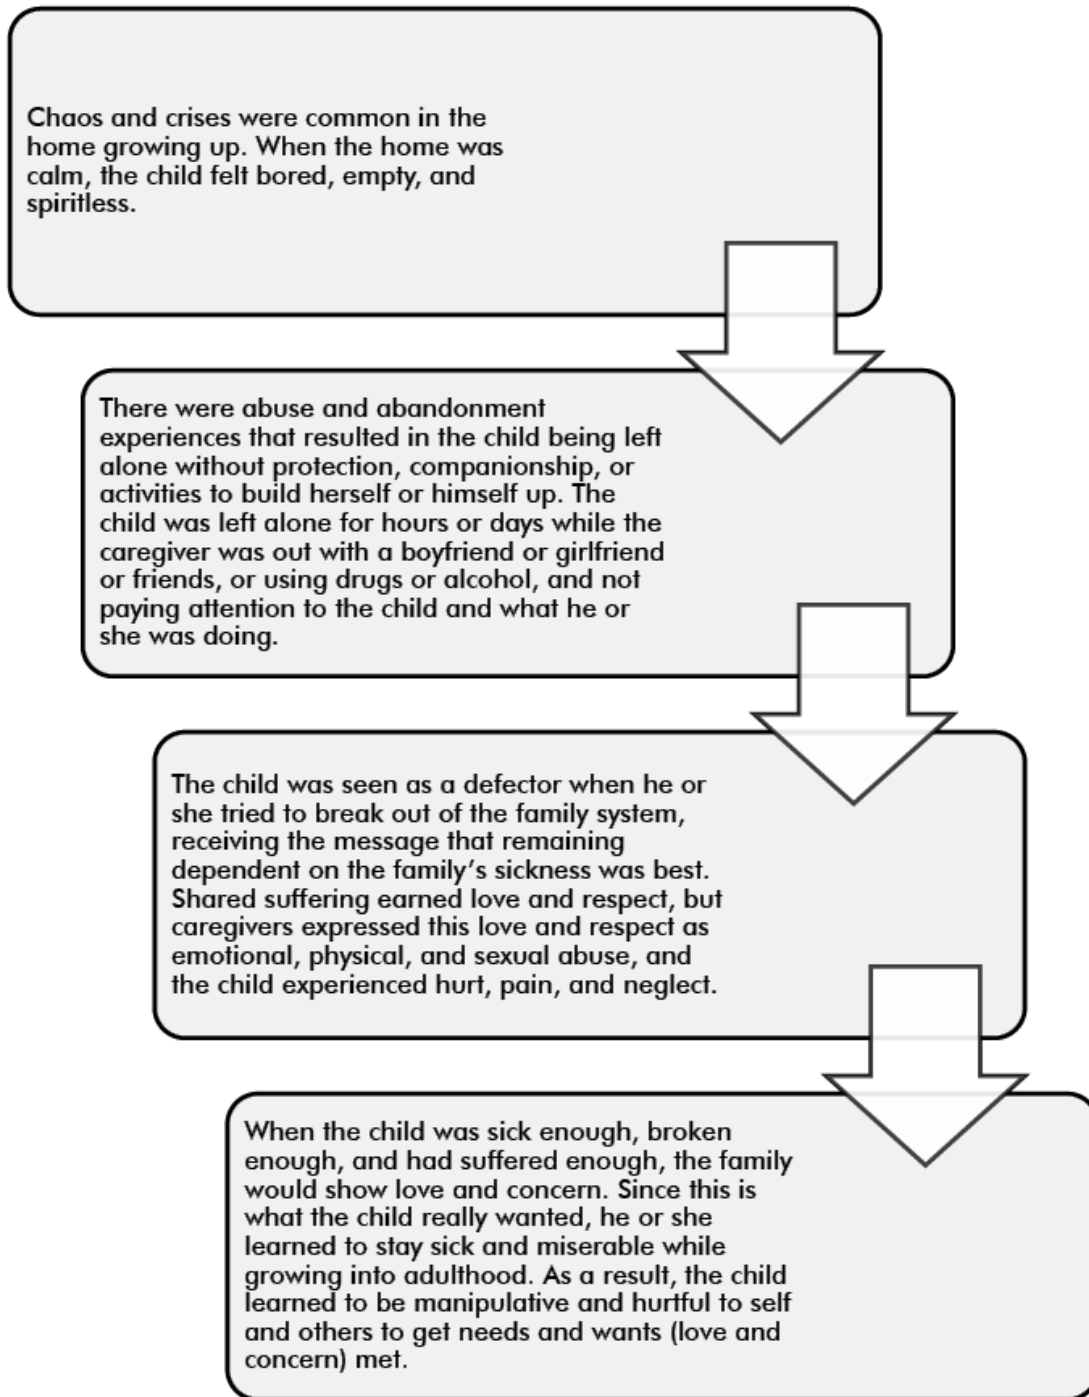 Chaos and crises were common in the
home growing up. When the home was
calm, the child felt bored, empty, and
spiritless.
There were abuse and abandonment
experiences that resulted in the child being left
alone without protection, companionship, or
activities to build herself or himself up. The
child was left alone for hours or days while the
caregiver was out with a boyfriend or girlfriend
or friends, or using drugs or alcohol, and not
paying attention to the child and what he or
she was doing.
The child was seen as a defector when he or
she tried to break out of the family system,
receiving the message that remaining
dependent on the family’s sickness was best.
Shared suffering earned love and respect, but
caregivers expressed this love and respect as
emotional, physical, and sexual abuse, and
the child experienced hurt, pain, and neglect.
When the child was sick enough, broken
enough, and had suffered enough, the family
would show love and concern. Since this is
what the child really wanted, he or she
learned to stay sick and miserable while
growing into adulthood. As a result, the child
learned to be manipulative and hurtful to self
and others to get needs and wants (love and
concern) met.